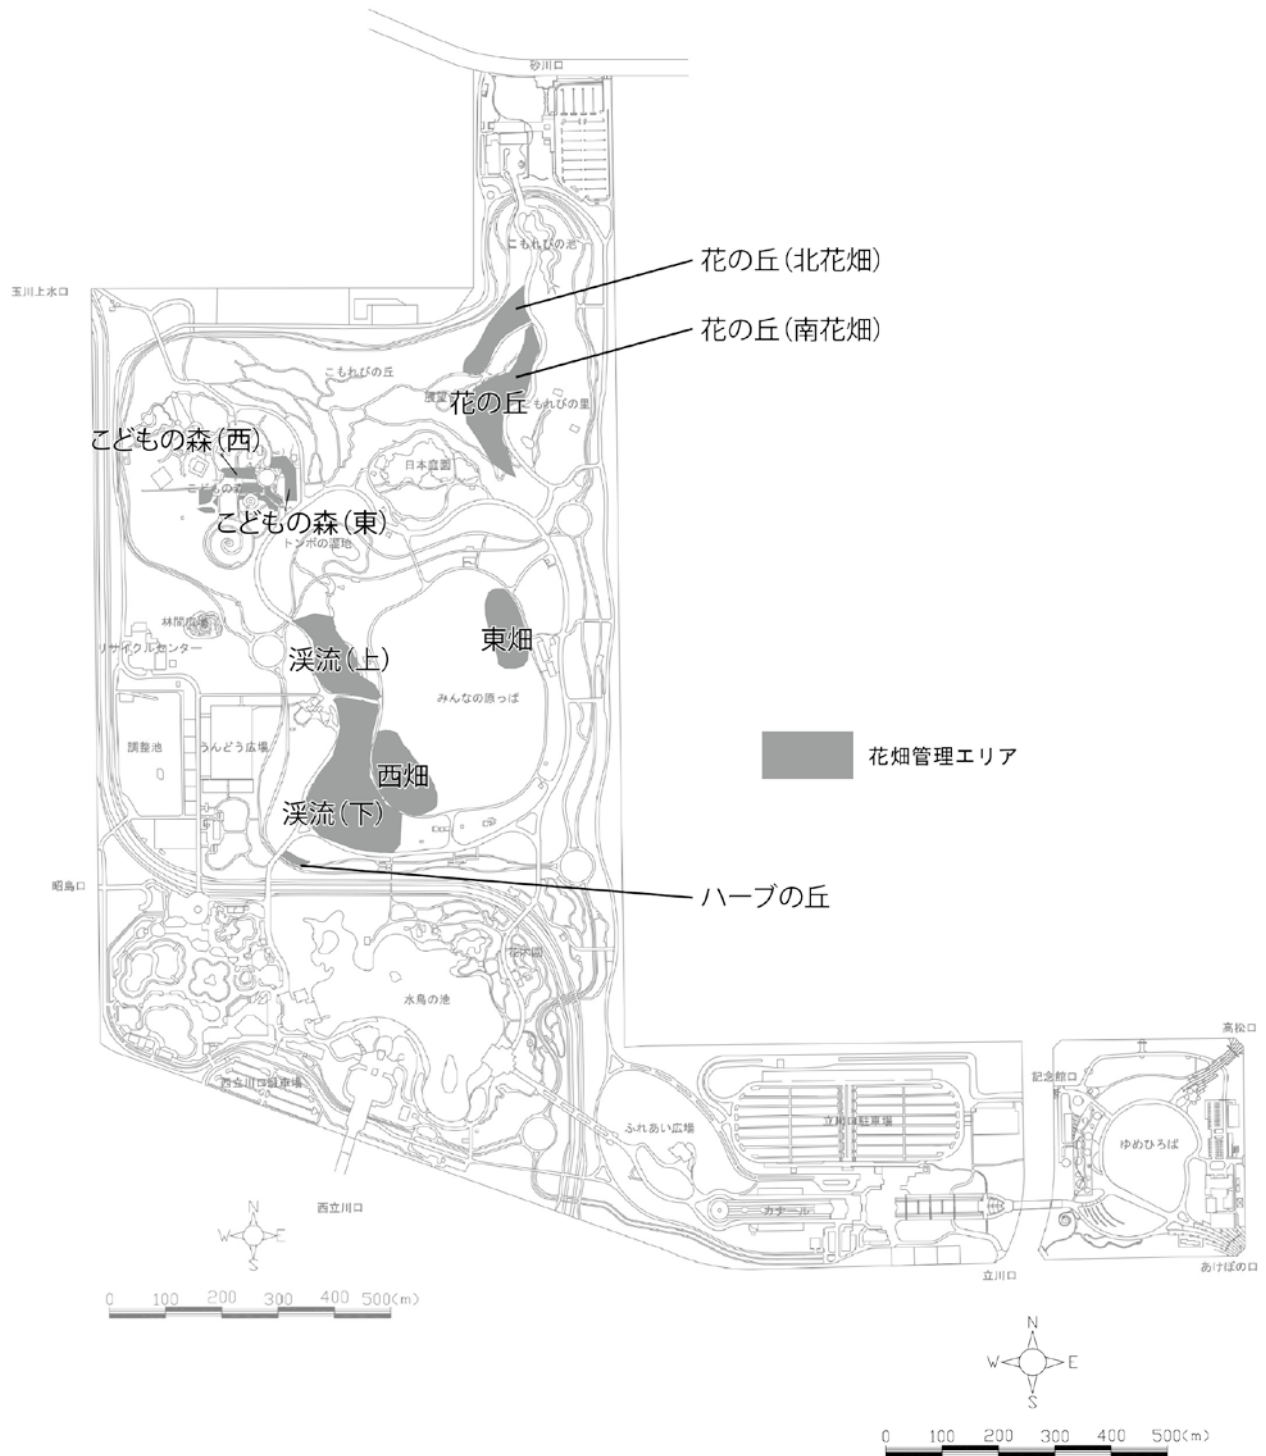 砂川口
こもれびの池
花の丘(北花畑)
玉川上水口
花の丘(南花畑)
こもれびの丘
展望
花の丘
こもれびの里
こどもの森(西)
日本庭園
こどもの森
こどもの森(東)
トンボの湿地
林間広場
東畑
リサイクルセンター
渓流(上)
みんなの原っぱ
調整池
うんどう広場
花畑管理エリア
西畑
渓流(下)
昭島口
ハーブの丘
花木園
水鳥の池
高松口
記念館口
西立川口駐車場
立川口駐車場
ふれあい広場
ゆめひろば
西立川口
カナール
N
W E
S
立川口
あけぼの口
0 100 200 300 400 500(m)
N
W E
S
0 100 200 300 400 500(m)